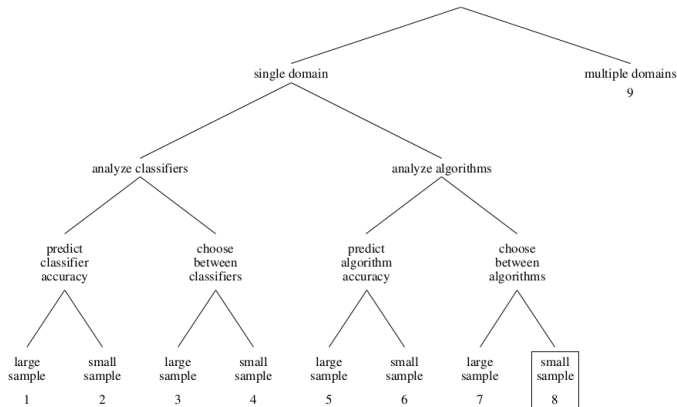 single domain
multiple domains
9
analyze classifiers
analyze algorithms
predict
classifier
accuracy
choose
between
classifiers
predict
algorithm
accuracy
choose
between
algorithms
large
sample
1
small
sample
2
large
sample
3
small
sample
4
large
sample
5
small
sample
6
large
sample
7
small
sample
8